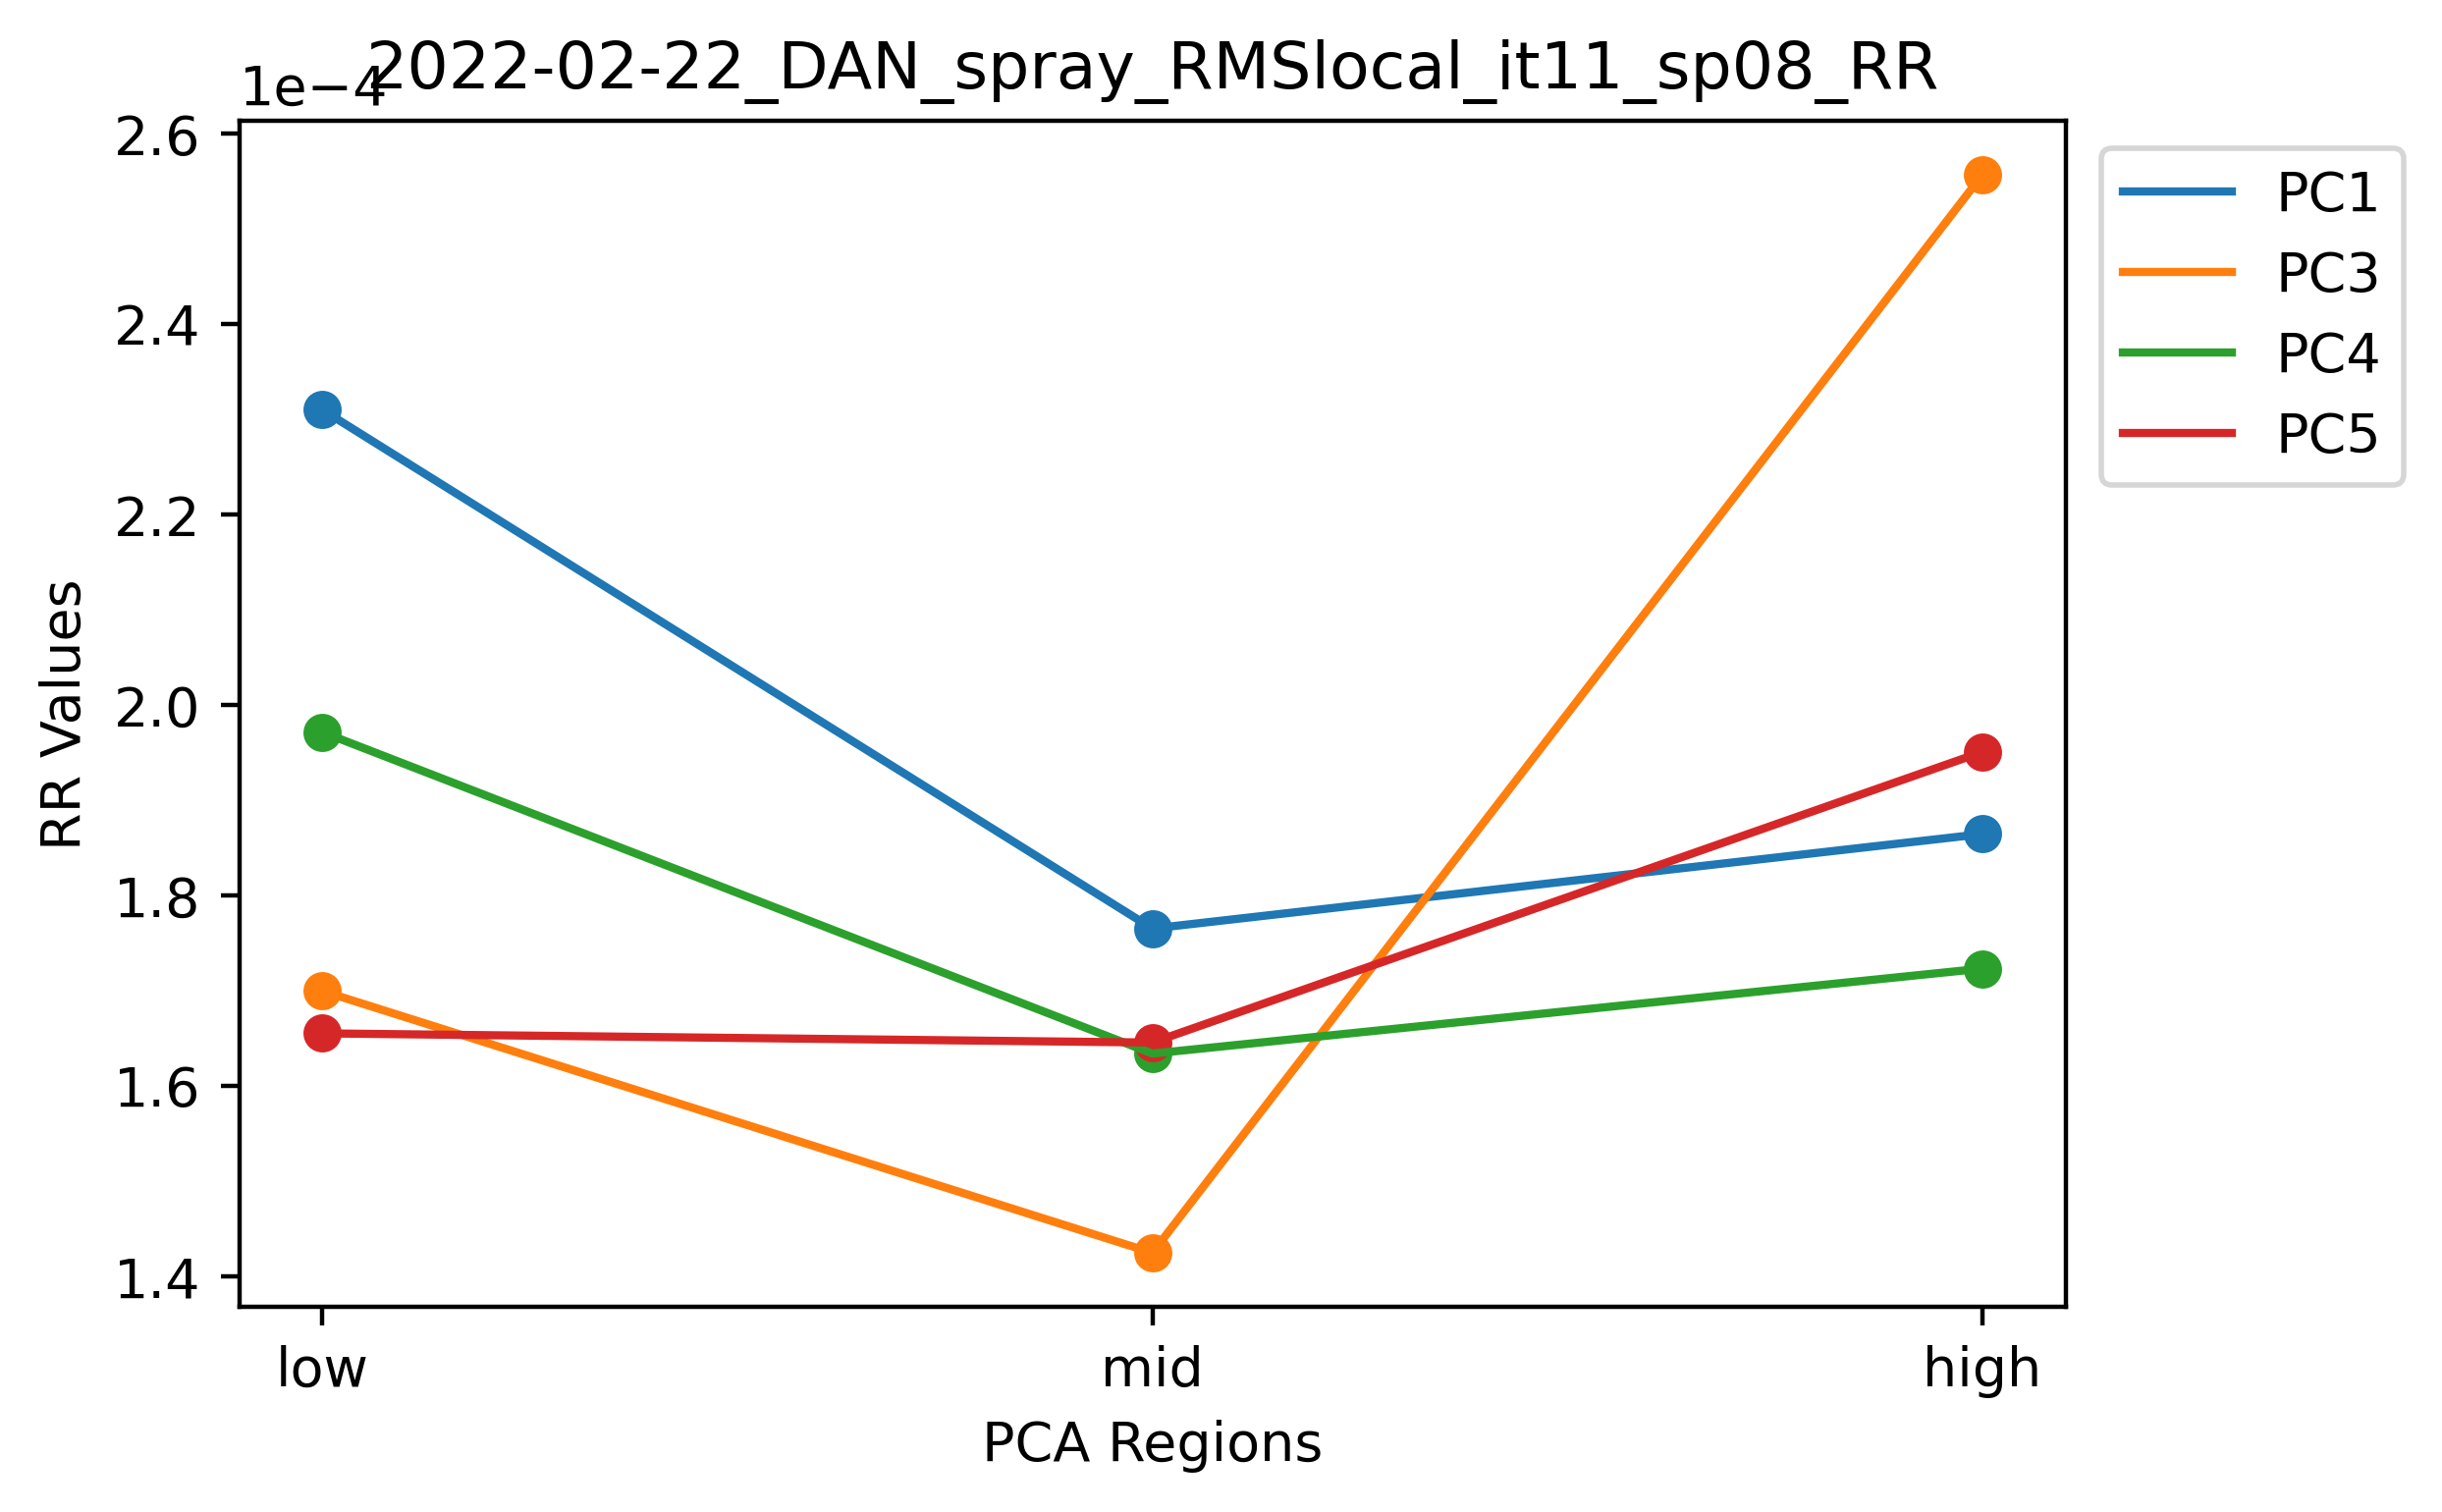 2022-02-22_DAN_spray_RMSlocal_it11_sp08_RR
1e−4
2.6
2.4
2.2
2.0
1.8
1.6
1.4
RR Values
low
mid
high
PCA Regions
PC1
PC3
PC4
PC5